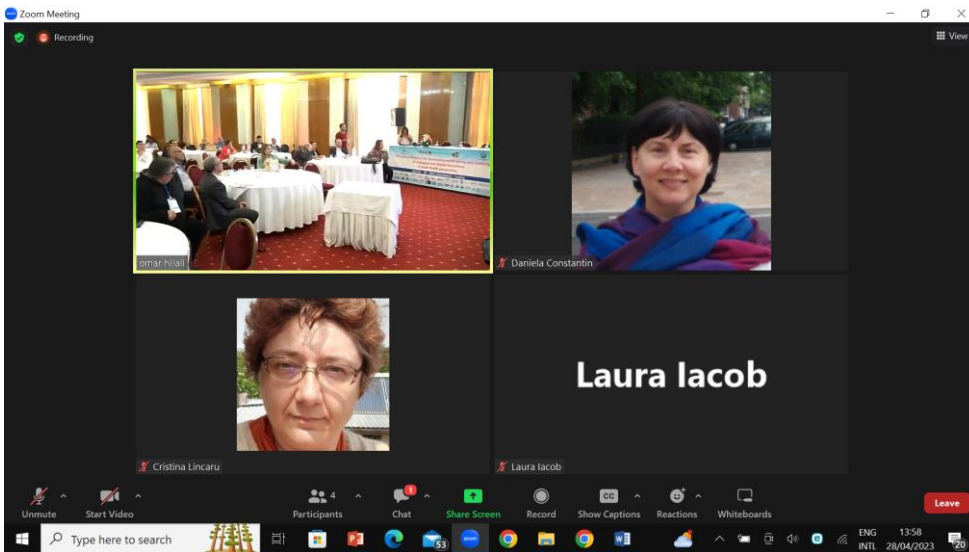 Zoom Meeting
Recording
View
omar hilali
Daniela Constantin
Laura Iacob
Cristina Lincaru
Laura Iacob
4
1
CC
Unmute
Start Video
Participants
Chat
Share Screen
Record
Show Captions
Reactions
Whiteboards
Leave
Type here to search
53
ENG
INTL
13:58
28/04/2023
20